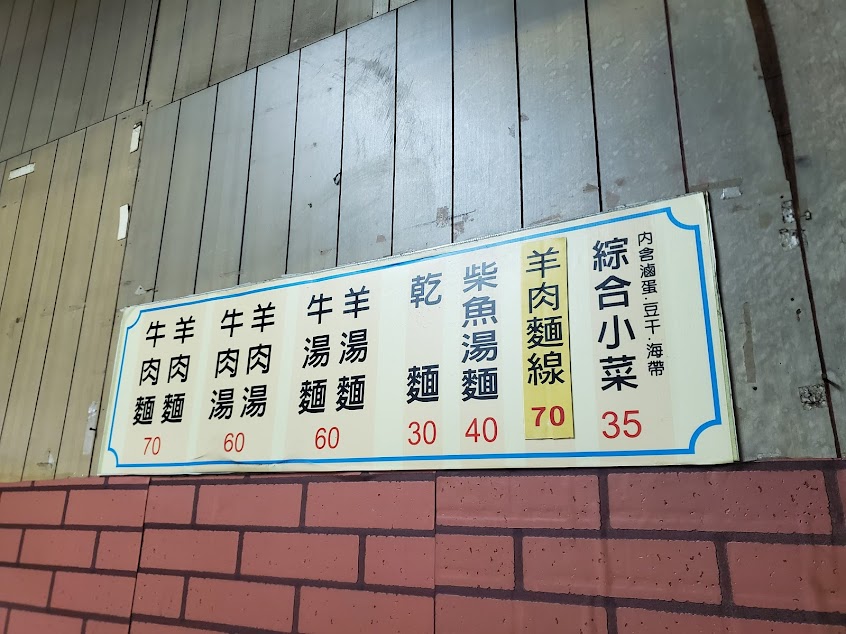 內含滷蛋·豆干·海帶
綜合小菜
35
羊肉麵線
70
柴魚湯麵
40
乾麵
30
羊湯麵
牛湯麵
60
羊肉湯
牛肉湯
60
羊肉麵
牛肉麵
70